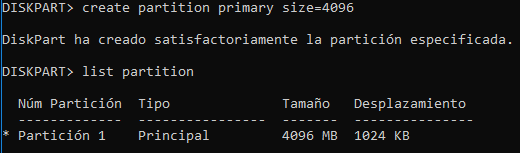 DISKPART> create partition primary size=4096
DiskPart ha creado satisfactoriamente la partición especificada.
DISKPART> list partition
Núm Partición  Tipo              Tamaño   Desplazamiento
-------------  ----------------  -------  ---------------
* Partición 1    Principal         4096 MB  1024 KB